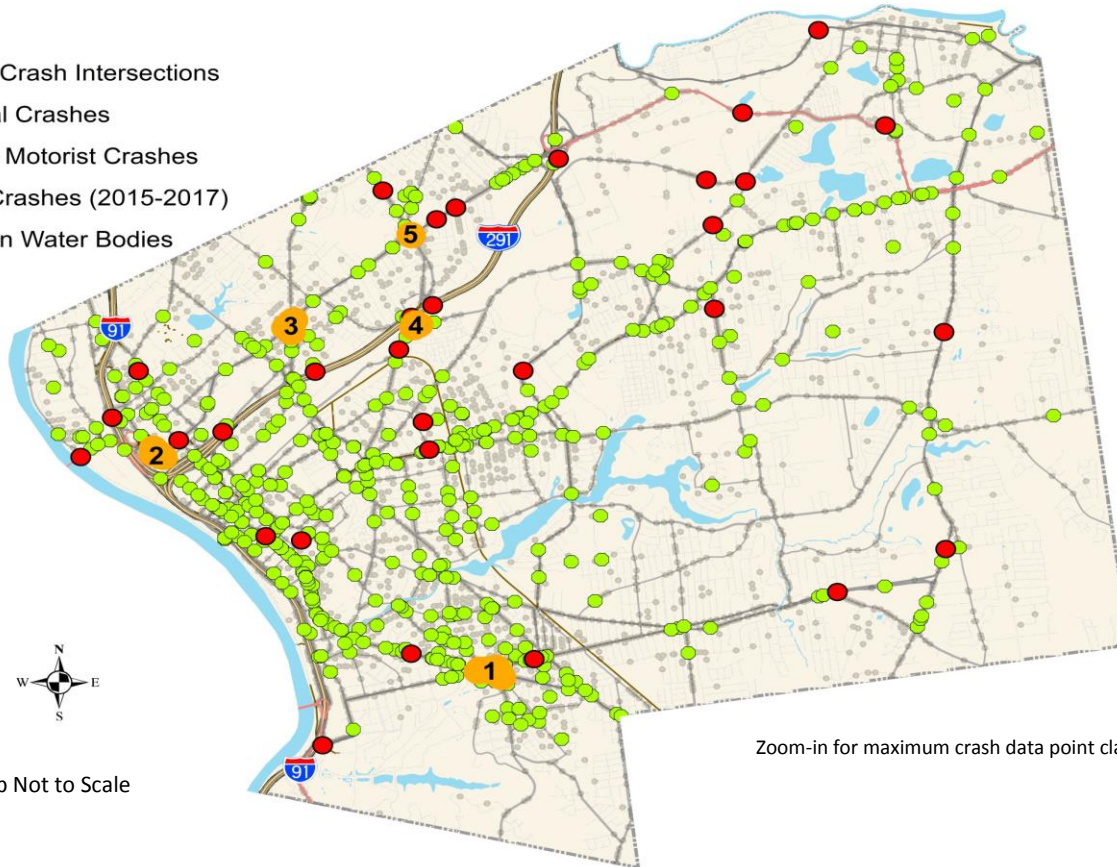 Crash Intersections
l Crashes
Motorist Crashes
Crashes (2015-2017)
n Water Bodies
5
291
3
4
91
2
1
N
W E
S
91
Zoom-in for maximum crash data point cla
Not to Scale